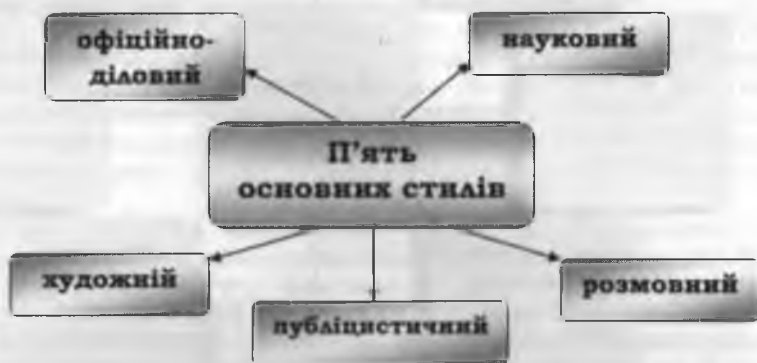 офіційно-
діловий
науковий
П'ять
основних стилів
художній
публіцистичний
розмовний